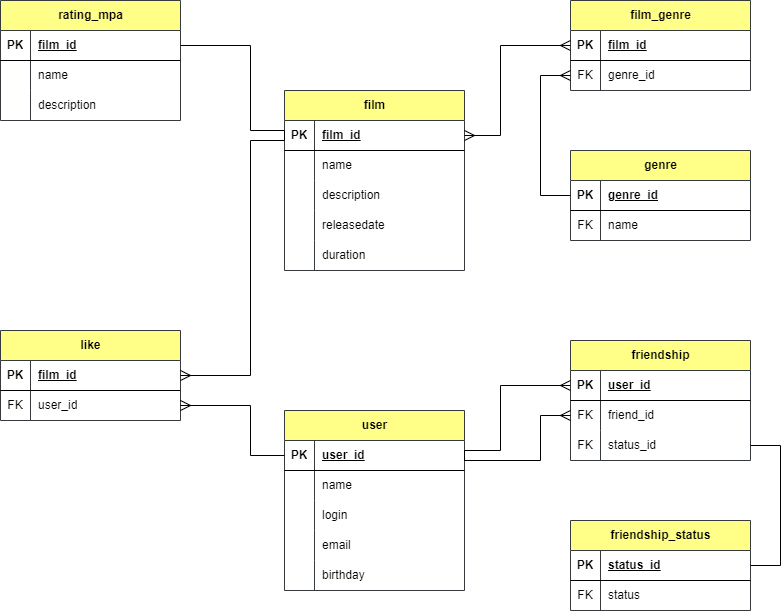 rating_mpa
PK film_id
name
description
film
PK film_id
name
description
releasedate
duration
film_genre
PK film_id
FK genre_id
genre
PK genre_id
FK name
like
PK film_id
FK user_id
user
PK user_id
name
login
email
birthday
friendship
PK user_id
FK friend_id
FK status_id
friendship_status
PK status_id
FK status